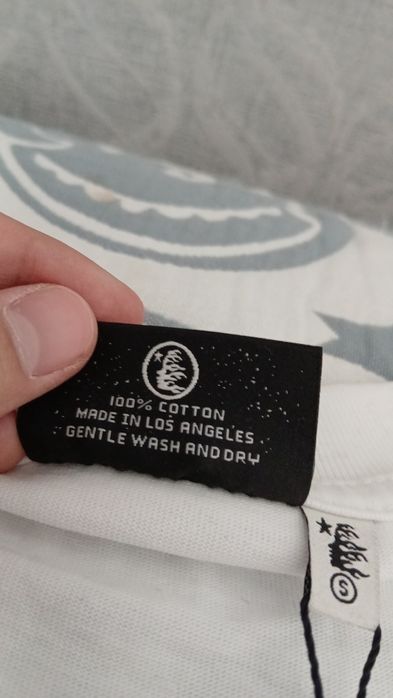 100% COTTON
MADE IN LOS ANGELES
GENTLE WASH AND DRY
S